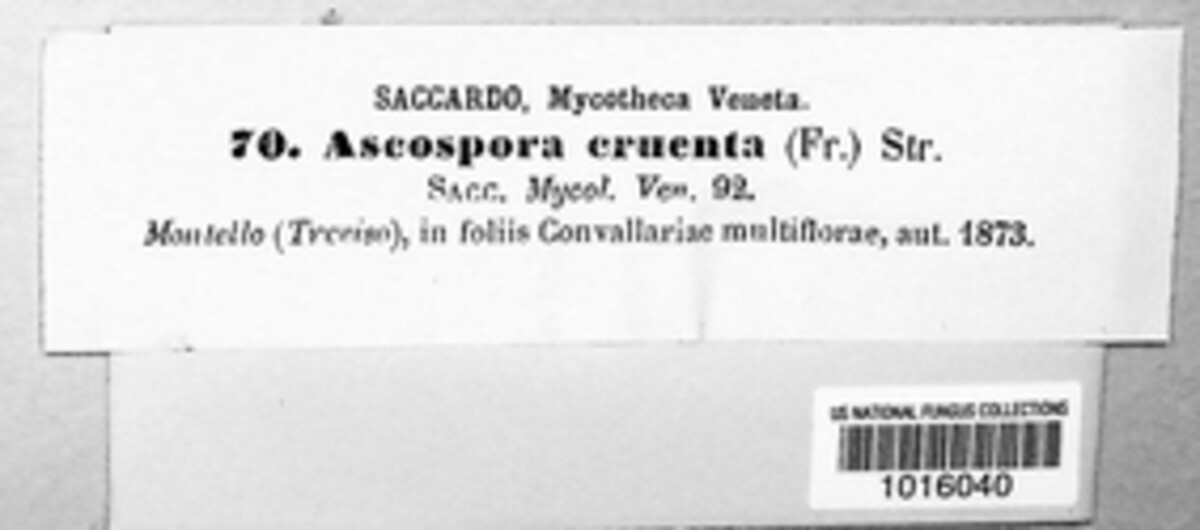 SACCARDO, Mycotheca Veneta.
70. Ascospora cruenta (Fr.) Str.
SACC. Mycol. Ven. 92.
Montello (Treviso), in foliis Convallariae multiflorae, aut. 1873.
US NATIONAL FUNGUS COLLECTIONS
1016040